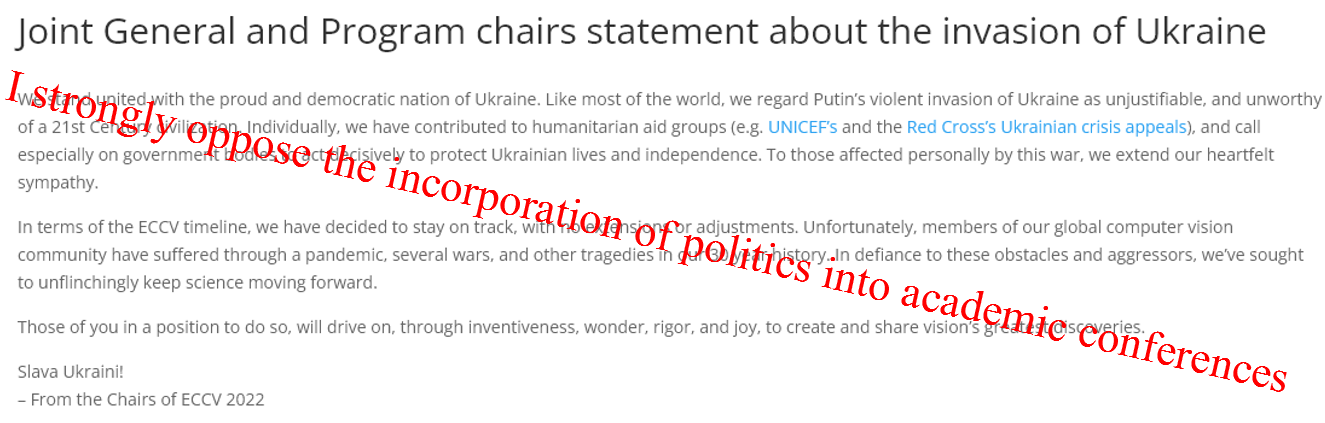 Joint General and Program chairs statement about the invasion of Ukraine
We stand united with the proud and democratic nation of Ukraine. Like most of the world, we regard Putin's violent invasion of Ukraine as unjustifiable, and unworthy
of a 21st Century civilization. Individually, we have contributed to humanitarian aid groups (e.g. UNICEF's and the Red Cross's Ukrainian crisis appeals), and call
especially on government bodies to act decisively to protect Ukrainian lives and independence. To those affected personally by this war, we extend our heartfelt
sympathy.
In terms of the ECCV timeline, we have decided to stay on track, with no extension or adjustments. Unfortunately, members of our global computer vision
community have suffered through a pandemic, several wars, and other tragedies in our 30 year history. In defiance to these obstacles and aggressors, we've sought
to unflinchingly keep science moving forward.
Those of you in a position to do so, will drive on, through inventiveness, wonder, rigor, and joy, to create and share vision's greatest discoveries.
Slava Ukraini!
– From the Chairs of ECCV 2022
I strongly oppose the incorporation of politics into academic conferences